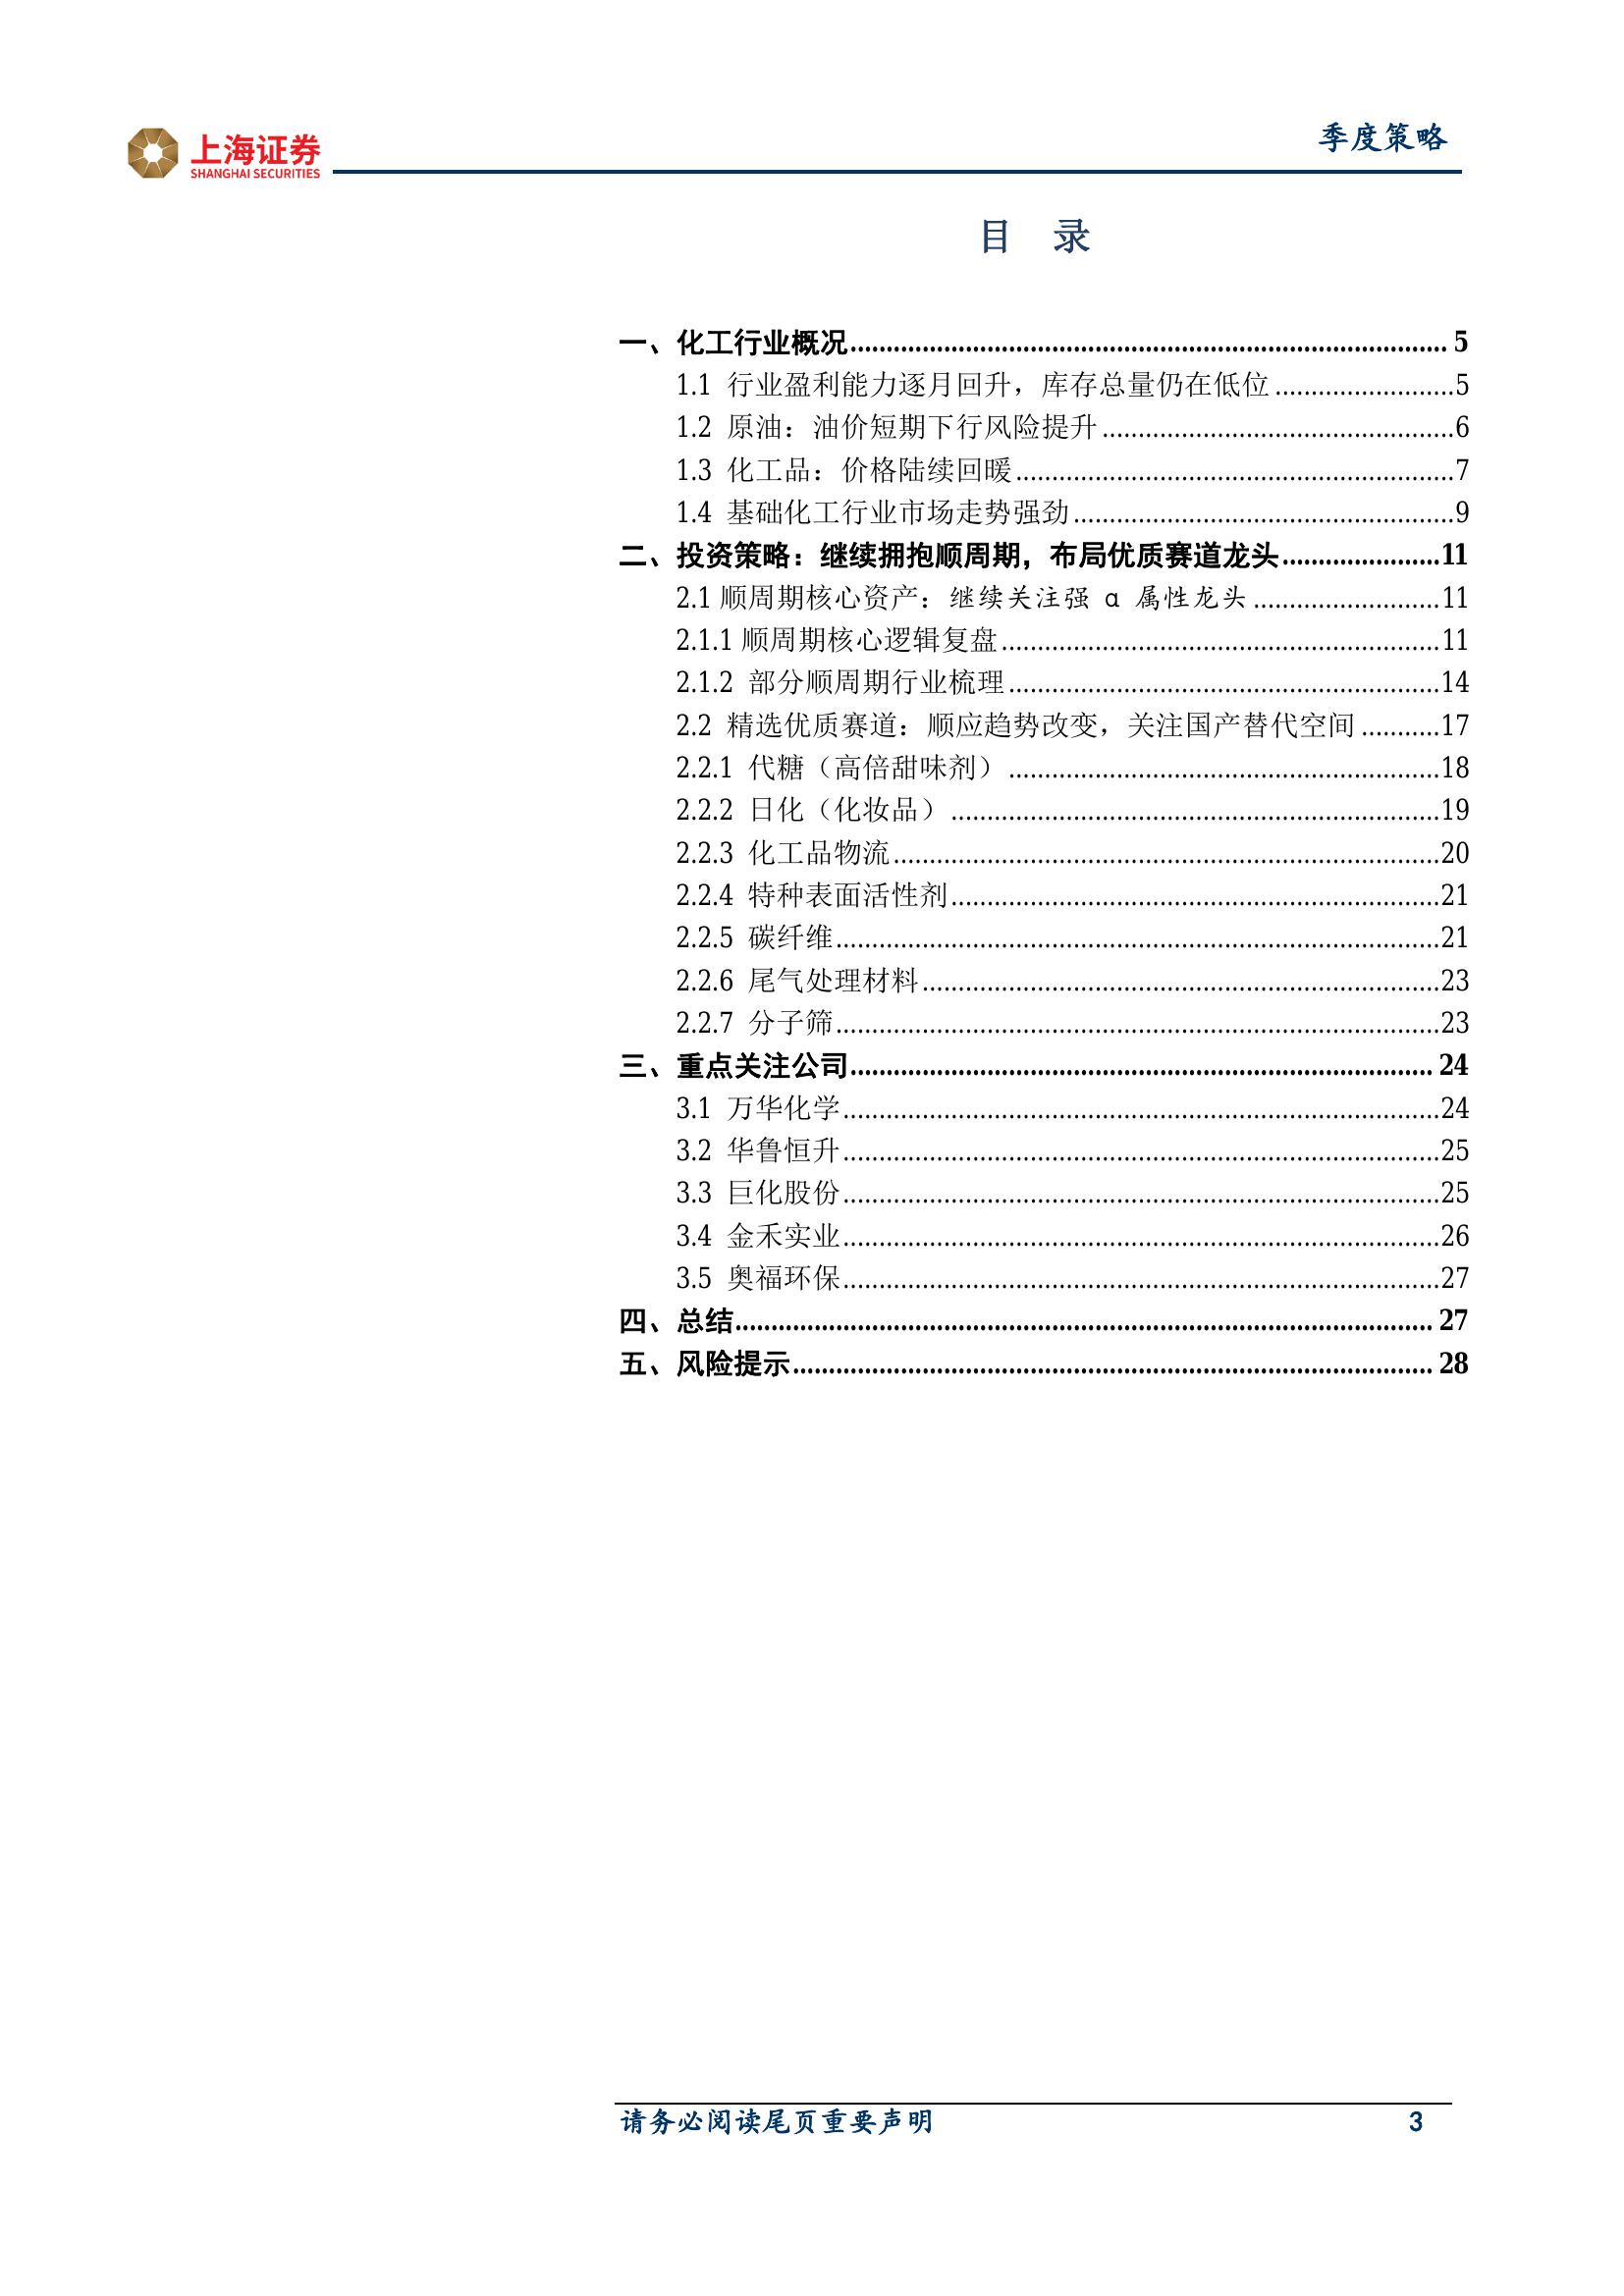 上海证券
SHANGHAI SECURITIES
季度策略
目 录
一、化工行业概况........ 5
1.1 行业盈利能力逐月回升，库存总量仍在低位........5
1.2 原油：油价短期下行风险提升........6
1.3 化工品：价格陆续回暖........7
1.4 基础化工行业市场走势强劲........9
二、投资策略：继续拥抱顺周期，布局优质赛道龙头........11
2.1 顺周期核心资产：继续关注强 α 属性龙头........11
2.1.1 顺周期核心逻辑复盘........11
2.1.2 部分顺周期行业梳理........14
2.2 精选优质赛道：顺应趋势改变，关注国产替代空间........17
2.2.1 代糖（高倍甜味剂）........18
2.2.2 日化（化妆品）........19
2.2.3 化工品物流........20
2.2.4 特种表面活性剂........21
2.2.5 碳纤维........21
2.2.6 尾气处理材料........23
2.2.7 分子筛........23
三、重点关注公司........ 24
3.1 万华化学........24
3.2 华鲁恒升........25
3.3 巨化股份........25
3.4 金禾实业........26
3.5 奥福环保........27
四、总结........ 27
五、风险提示........ 28
请务必阅读尾页重要声明 3